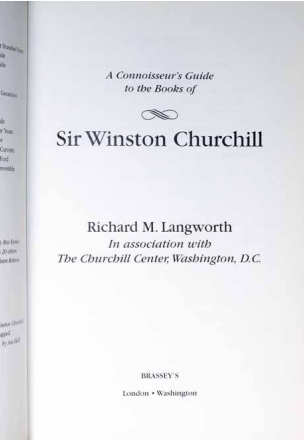 A Connoisseur's Guide
to the Books of
Sir Winston Churchill
Richard M. Langworth
In association with
The Churchill Center, Washington, D.C.
BRASSEY'S
London • Washington